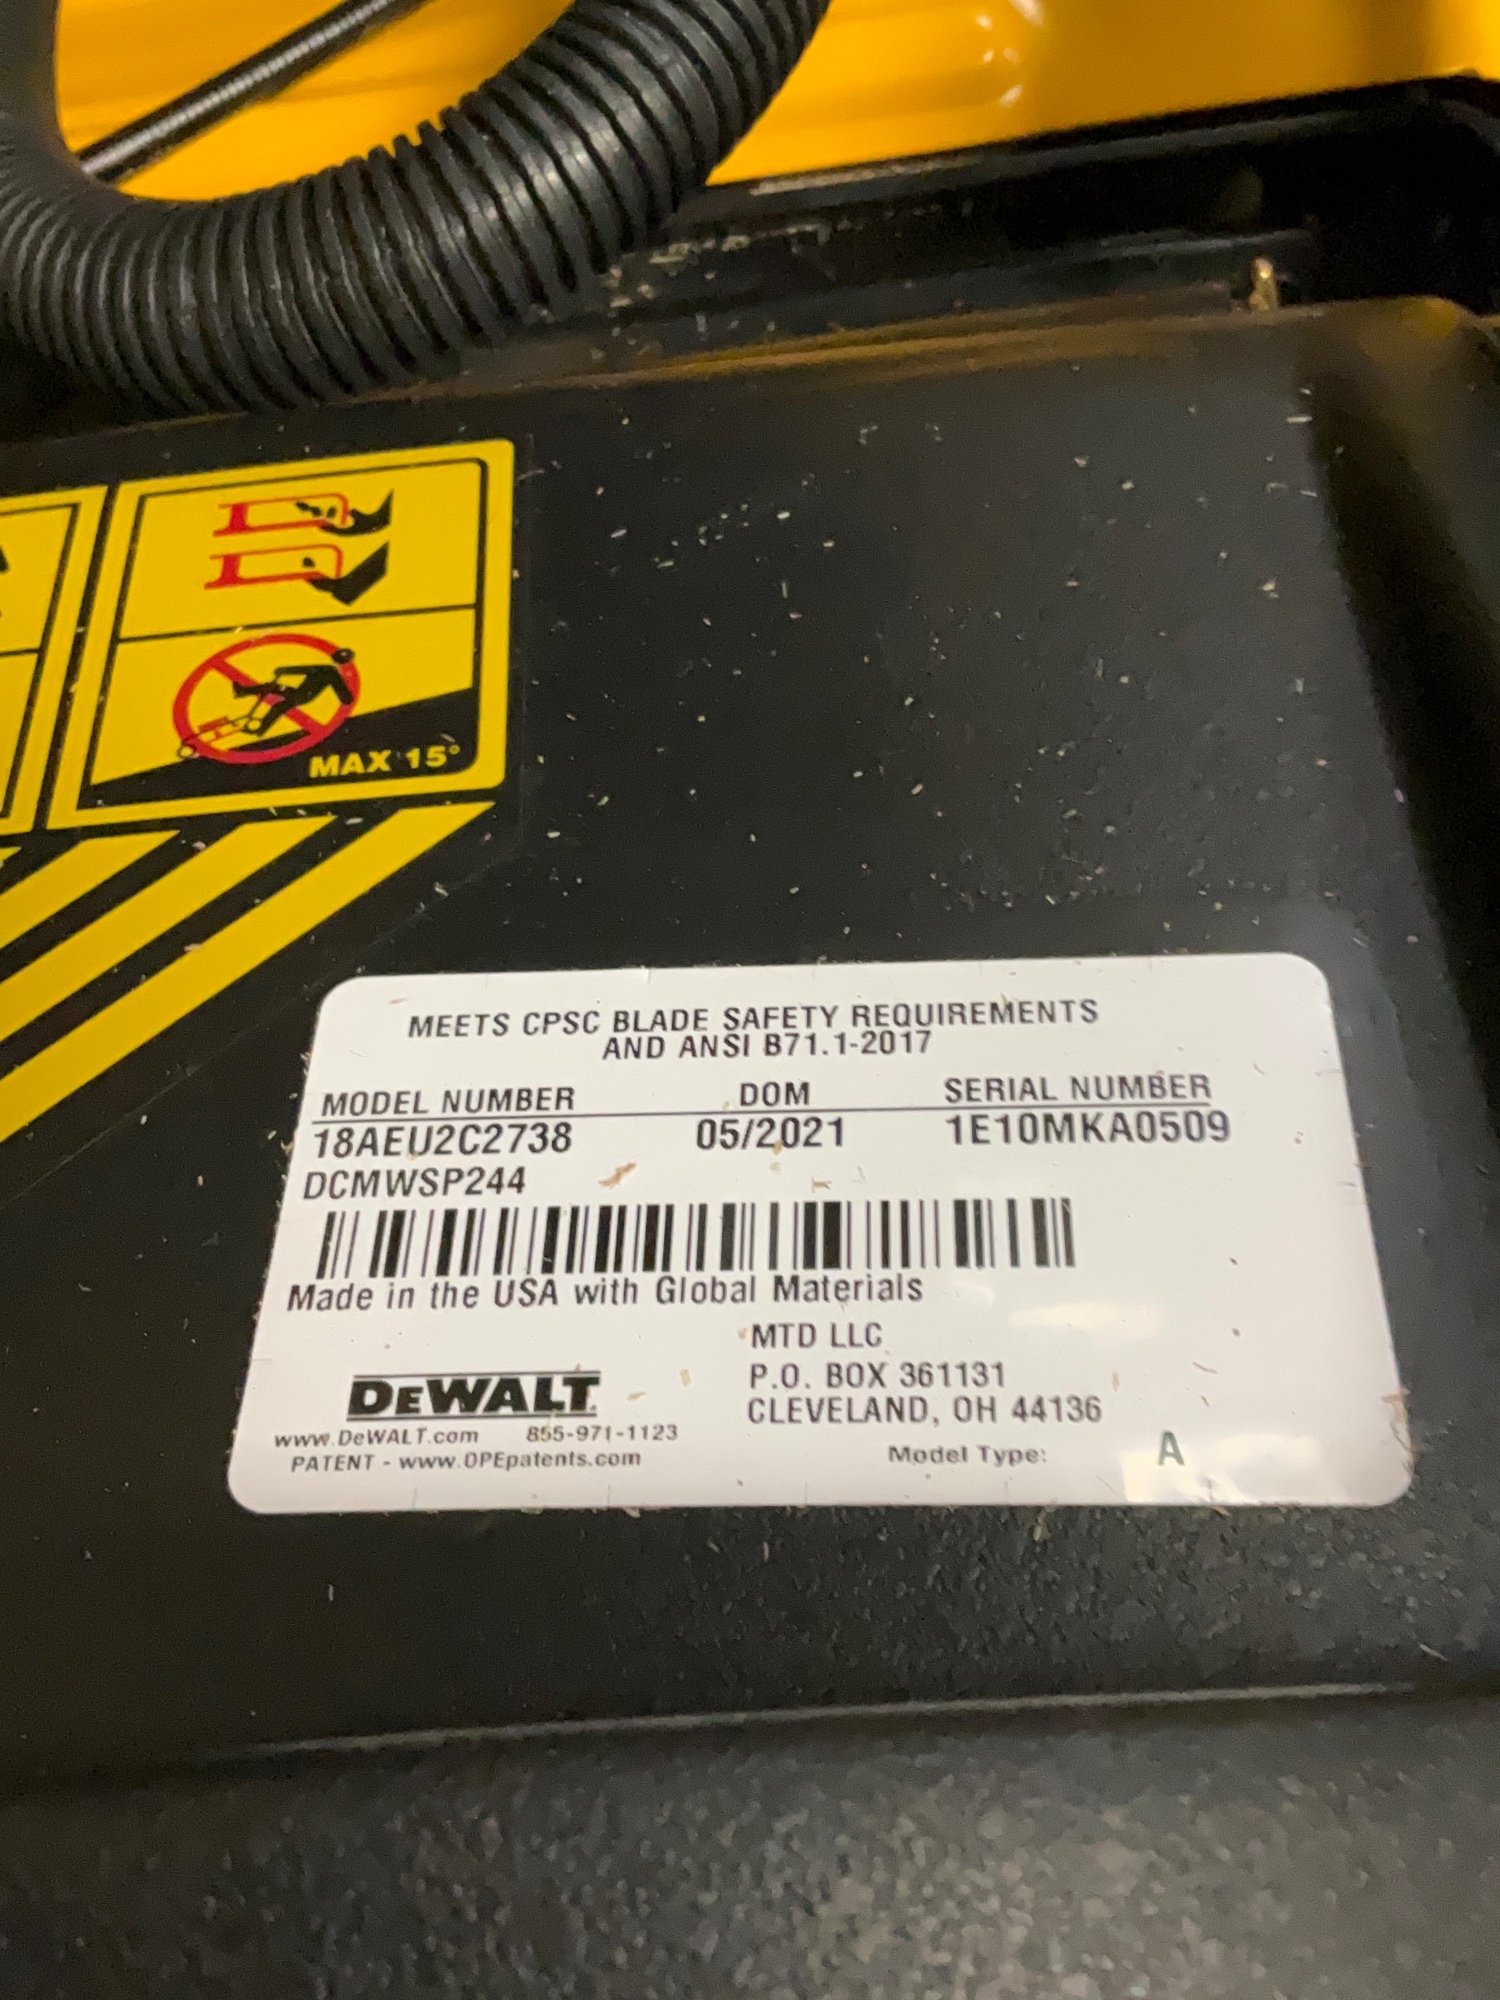 MAX 15°
MEETS CPSC BLADE SAFETY REQUIREMENTS
AND ANSI B71.1-2017
MODEL NUMBER DOM SERIAL NUMBER
18AEU2C2738 05/2021 1E10MKA0509
DCMWSP244
Made in the USA with Global Materials
MTD LLC
P.O. BOX 361131
CLEVELAND, OH 44136
DEWALT
www.DeWALT.com 855-971-1123
PATENT - www.OPEpatents.com
Model Type: A